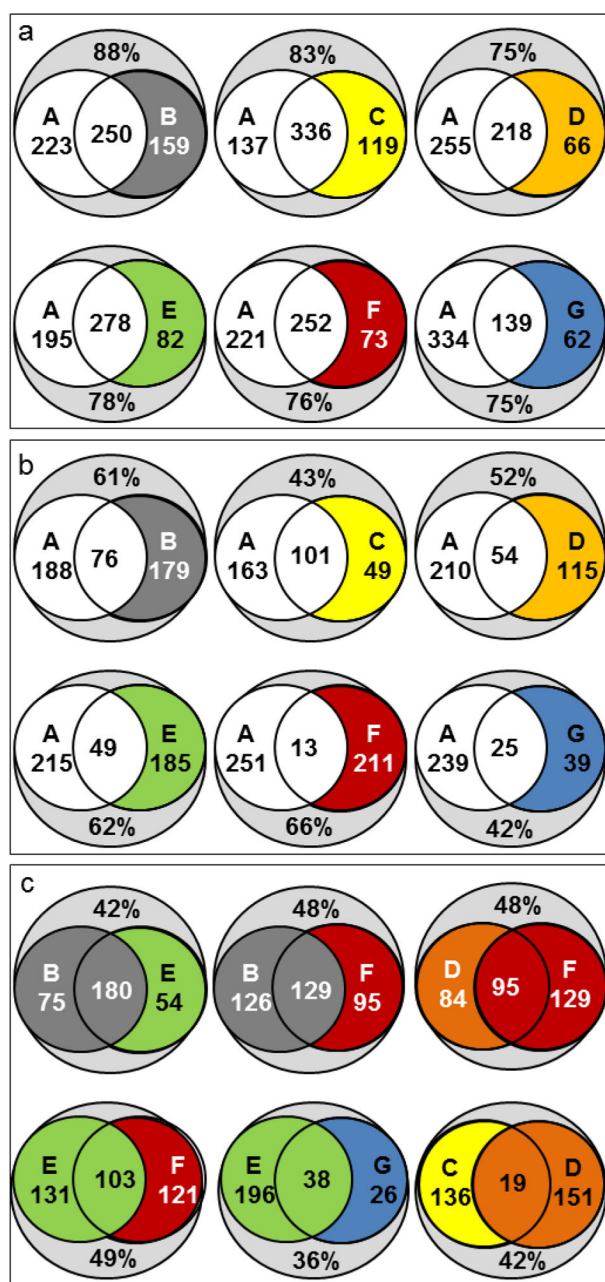 a
88% 83% 75%
A B A C A D
223 250 159 137 336 119 255 218 66
A E A F A G
195 278 82 221 252 73 334 139 62
78% 76% 75%
b
61% 43% 52%
A B A C A D
188 76 179 163 101 49 210 54 115
A E A F A G
215 49 185 251 13 211 239 25 39
62% 66% 42%
c
42% 48% 48%
B E B F D F
75 180 54 126 129 95 84 95 129
E F E G C D
131 103 121 196 38 26 136 19 151
49% 36% 42%